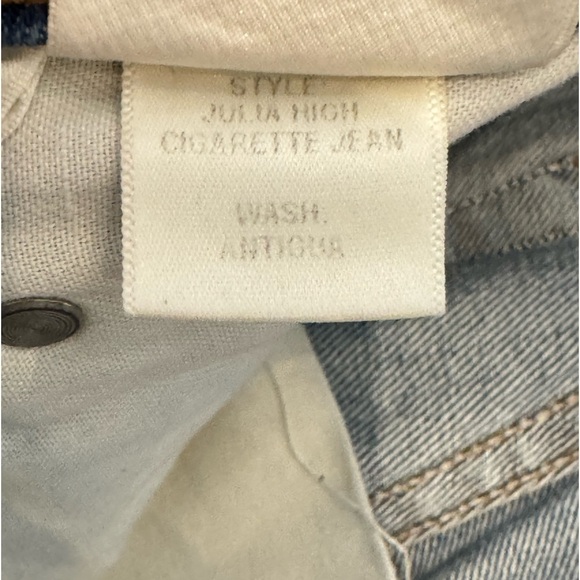 STYLE:
JULIA HIGH
CIGARETTE JEAN
WASH:
ANTIGUA